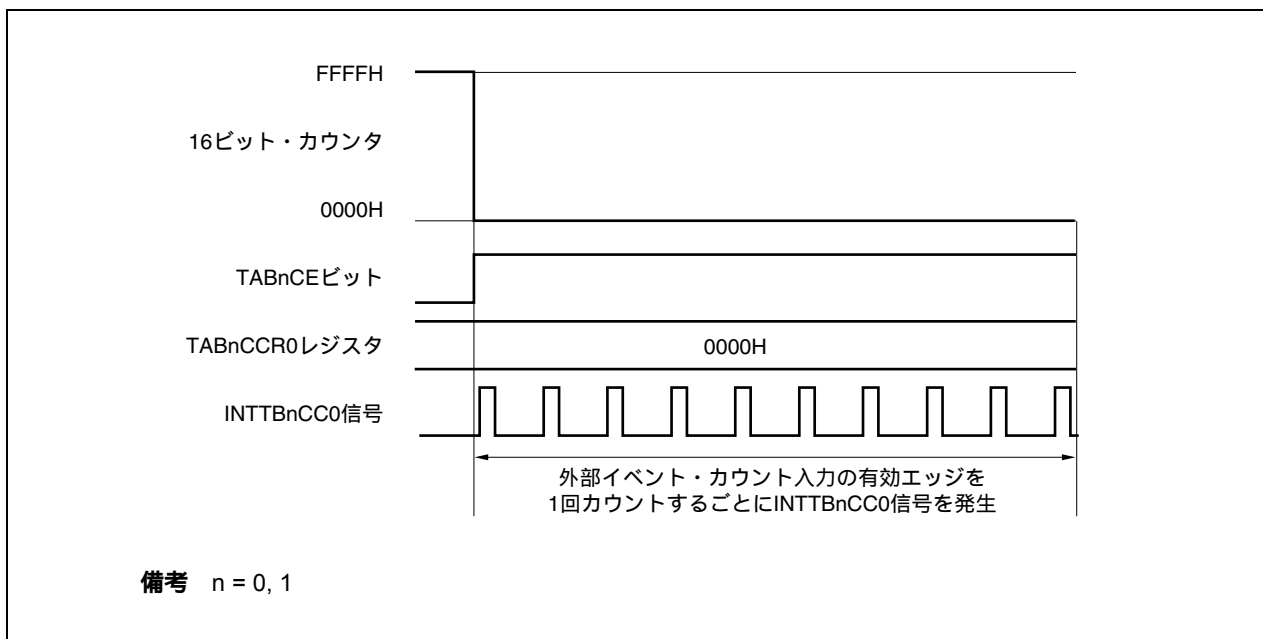 FFFFH
16ビット・カウンタ
0000H
TABnCEビット
TABnCCR0レジスタ
0000H
INTTBnCC0信号
外部イベント・カウント入力の有効エッジを
1回カウントするごとにINTTBnCC0信号を発生
備考 n = 0, 1